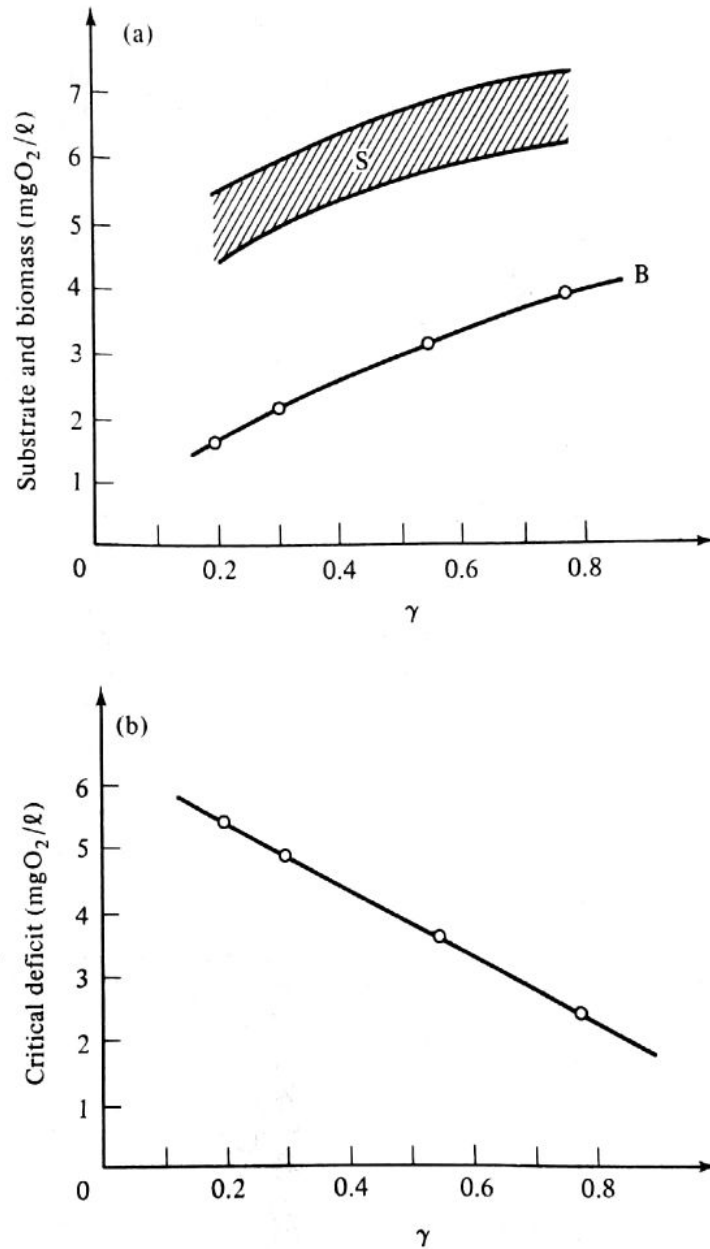 (a)
Substrate and biomass (mgO₂/ℓ)
7
6
5
4
3
2
1
0
0.2
0.4
0.6
0.8
γ
S
B
(b)
Critical deficit (mgO₂/ℓ)
6
5
4
3
2
1
0
0.2
0.4
0.6
0.8
γ